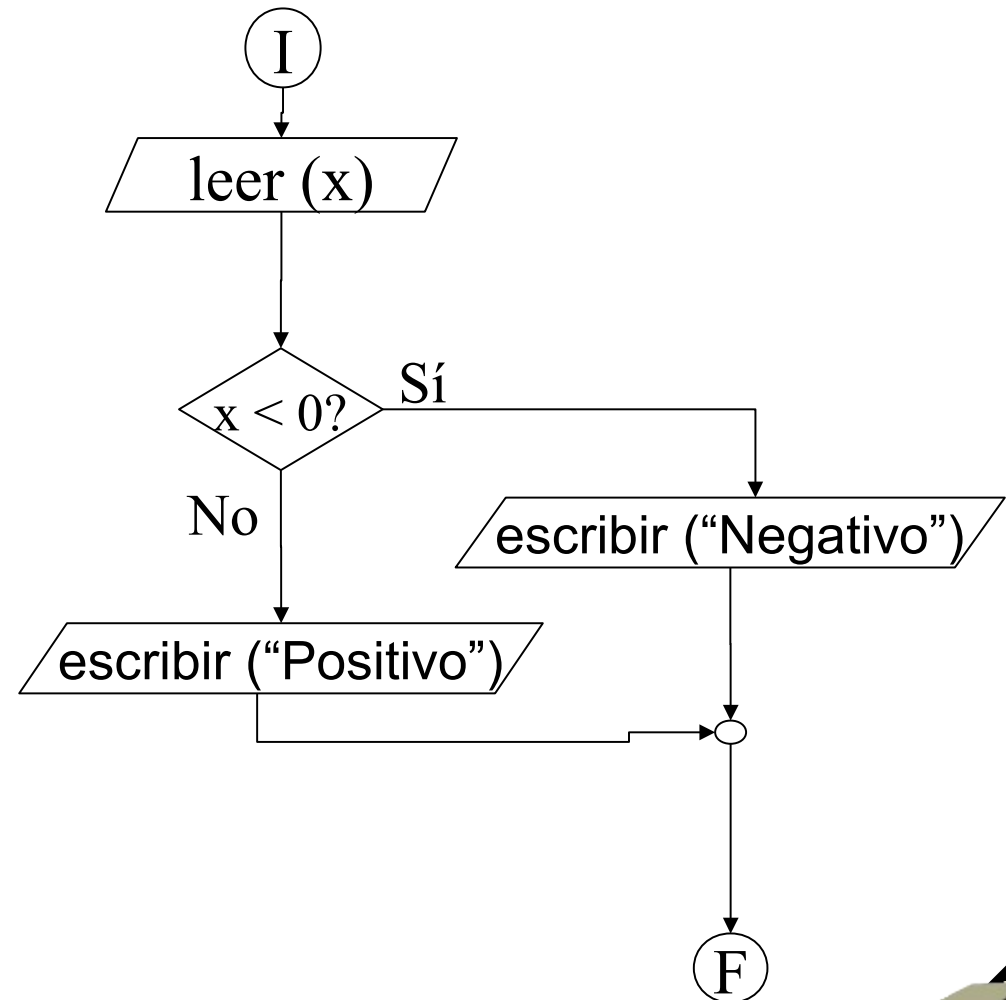 I
leer (x)
x < 0?
Sí
No
escribir (“Negativo”)
escribir (“Positivo”)
F